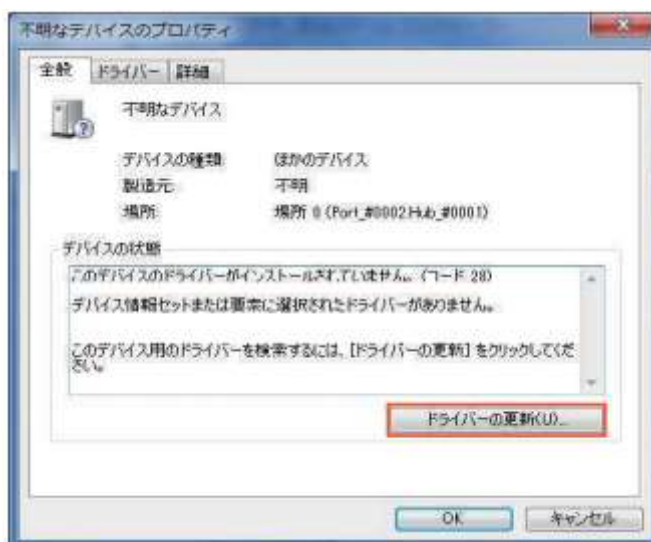 不明なデバイスのプロパティ
全般 ドライバー 詳細
不明なデバイス
デバイスの種類: ほかのデバイス
製造元: 不明
場所: 場所 0 (Port_#0002.Hub_#0001)
デバイスの状態
このデバイスのドライバーがインストールされていません。 (コード 28)
デバイス情報セットまたは要素に選択されたドライバーがありません。
このデバイス用のドライバーを検索するには、[ドライバーの更新] をクリックしてくだ
さい。
ドライバーの更新(U)...
OK キャンセル